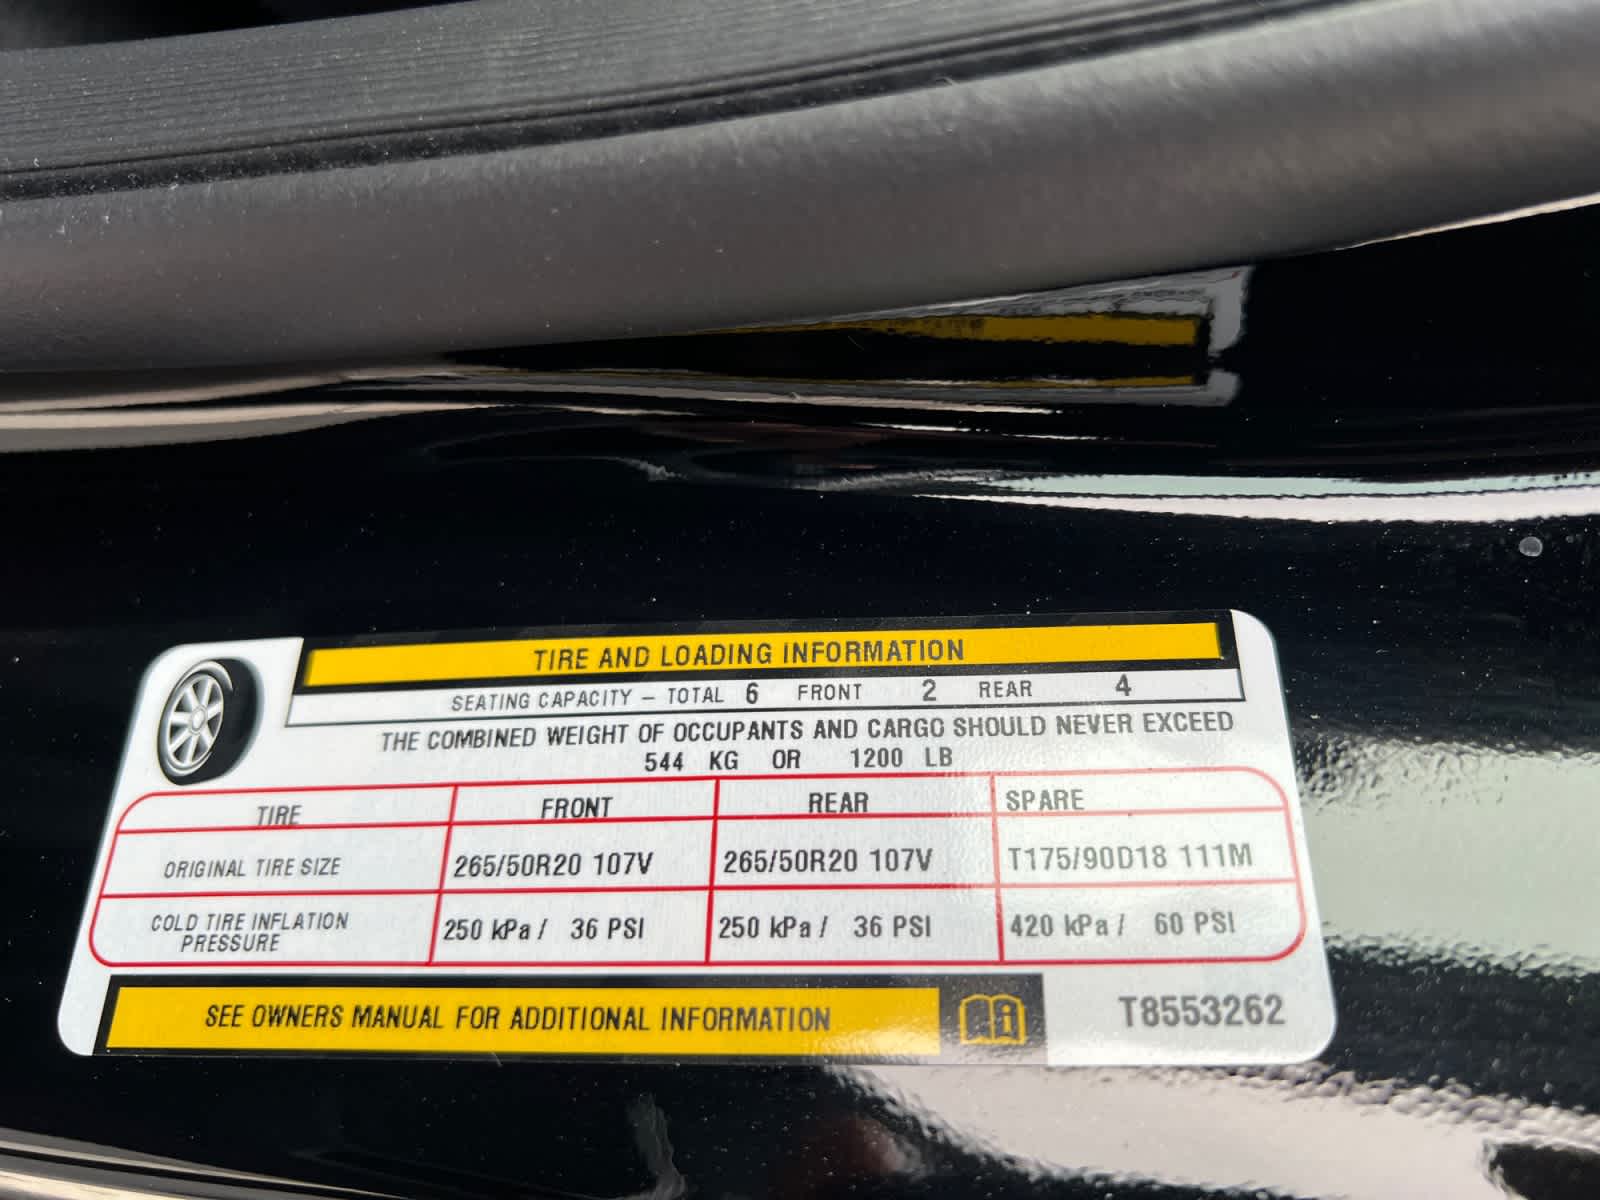 TIRE AND LOADING INFORMATION
SEATING CAPACITY – TOTAL 6 FRONT 2 REAR 4
THE COMBINED WEIGHT OF OCCUPANTS AND CARGO SHOULD NEVER EXCEED
544 KG OR 1200 LB
TIRE FRONT REAR SPARE
ORIGINAL TIRE SIZE 265/50R20 107V 265/50R20 107V T175/90D18 111M
COLD TIRE INFLATION
PRESSURE 250 kPa / 36 PSI 250 kPa / 36 PSI 420 kPa / 60 PSI
SEE OWNERS MANUAL FOR ADDITIONAL INFORMATION i T8553262